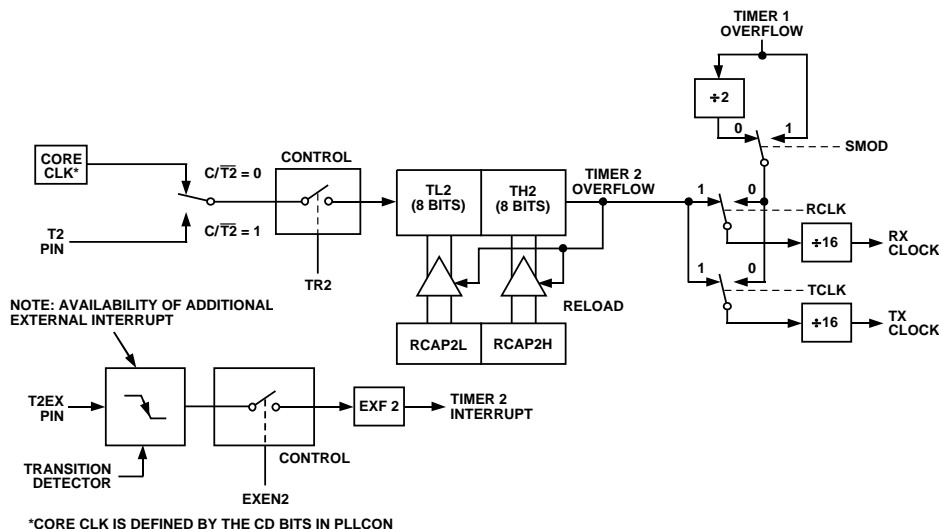 TIMER 1
OVERFLOW
÷2
0
1
SMOD
CONTROL
CORE
CLK*
C/T̅2̅ = 0
TL2
(8 BITS)
TH2
(8 BITS)
TIMER 2
OVERFLOW
1
0
RCLK
T2
PIN
C/T̅2̅ = 1
÷16
RX
CLOCK
TR2
RELOAD
1
0
TCLK
NOTE: AVAILABILITY OF ADDITIONAL
EXTERNAL INTERRUPT
RCAP2L
RCAP2H
÷16
TX
CLOCK
T2EX
PIN
EXF 2
TIMER 2
INTERRUPT
CONTROL
TRANSITION
DETECTOR
EXEN2
*CORE CLK IS DEFINED BY THE CD BITS IN PLLCON